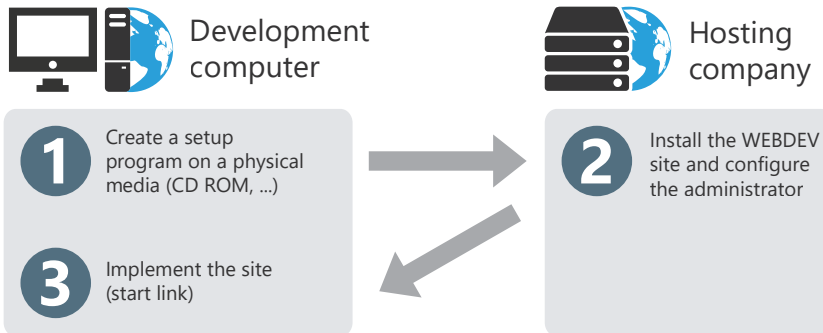 Development
computer
Hosting
company
1
Create a setup
program on a physical
media (CD ROM, ...)
2
Install the WEBDEV
site and configure
the administrator
3
Implement the site
(start link)